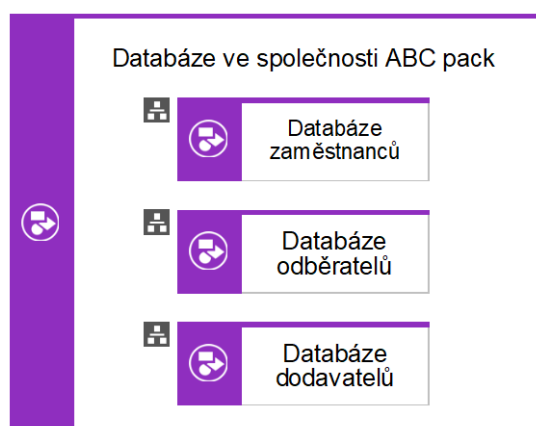 Databáze ve společnosti ABC pack
Databáze
zaměstnanců
Databáze
odběratelů
Databáze
dodavatelů